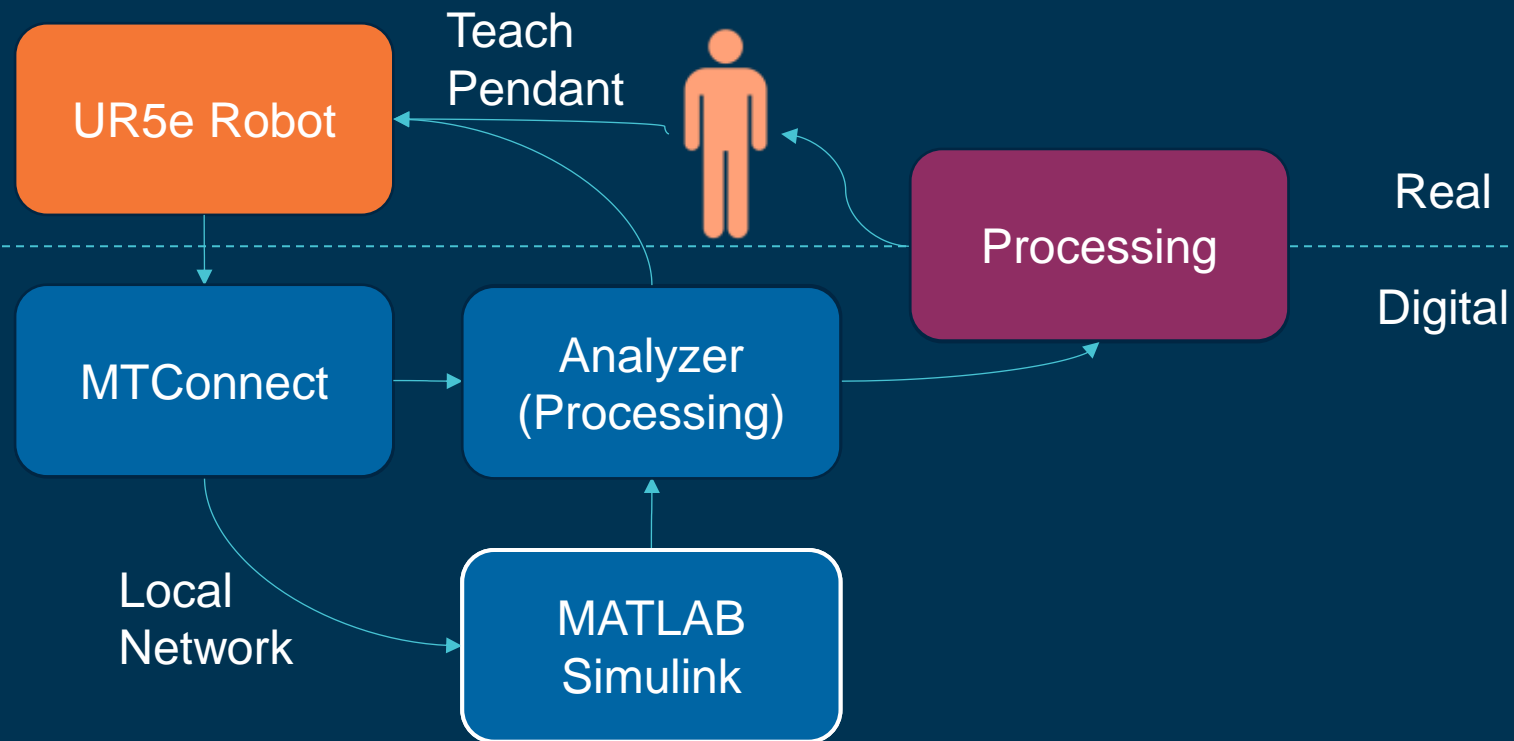 Teach
Pendant
UR5e Robot
Real
Processing
Digital
MTConnect
Analyzer
(Processing)
Local
Network
MATLAB
Simulink